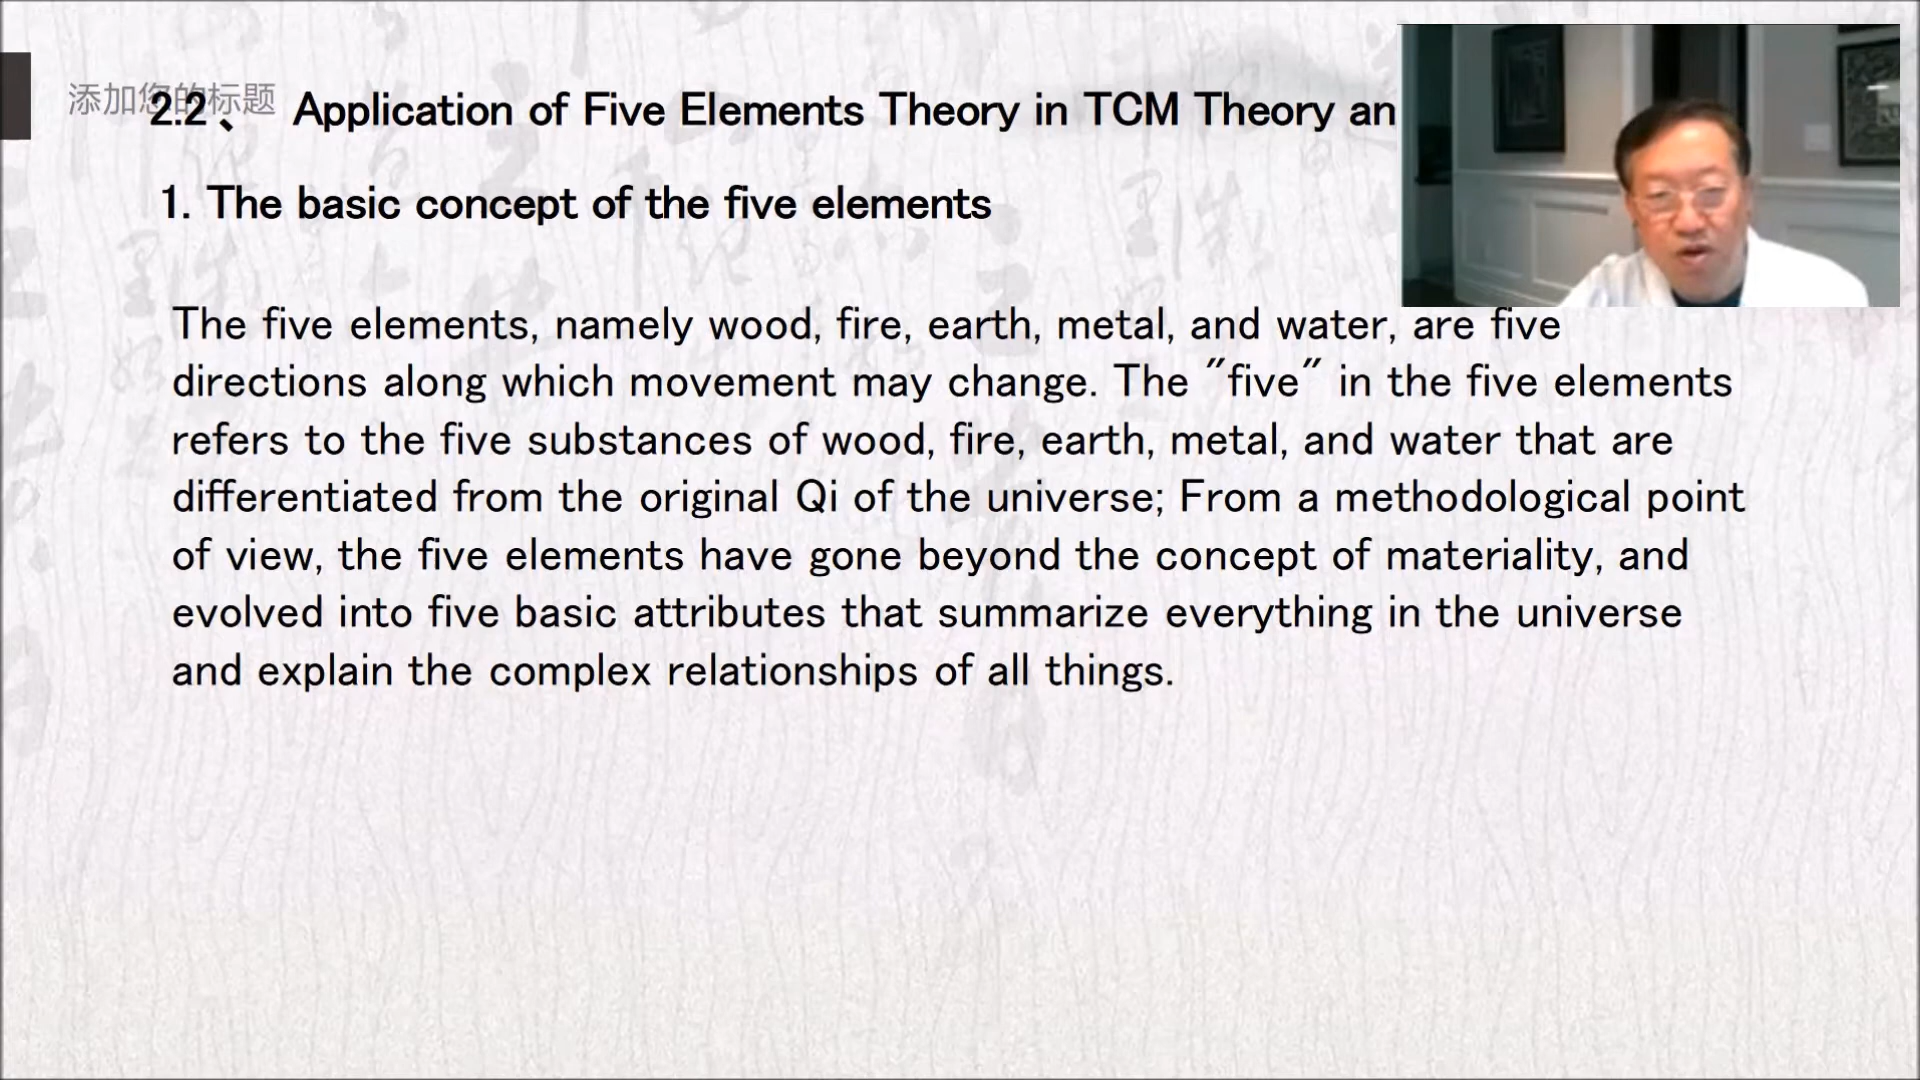 添加您的标题
2.2、 Application of Five Elements Theory in TCM Theory an
1. The basic concept of the five elements
The five elements, namely wood, fire, earth, metal, and water, are five
directions along which movement may change. The "five" in the five elements
refers to the five substances of wood, fire, earth, metal, and water that are
differentiated from the original Qi of the universe; From a methodological point
of view, the five elements have gone beyond the concept of materiality, and
evolved into five basic attributes that summarize everything in the universe
and explain the complex relationships of all things.